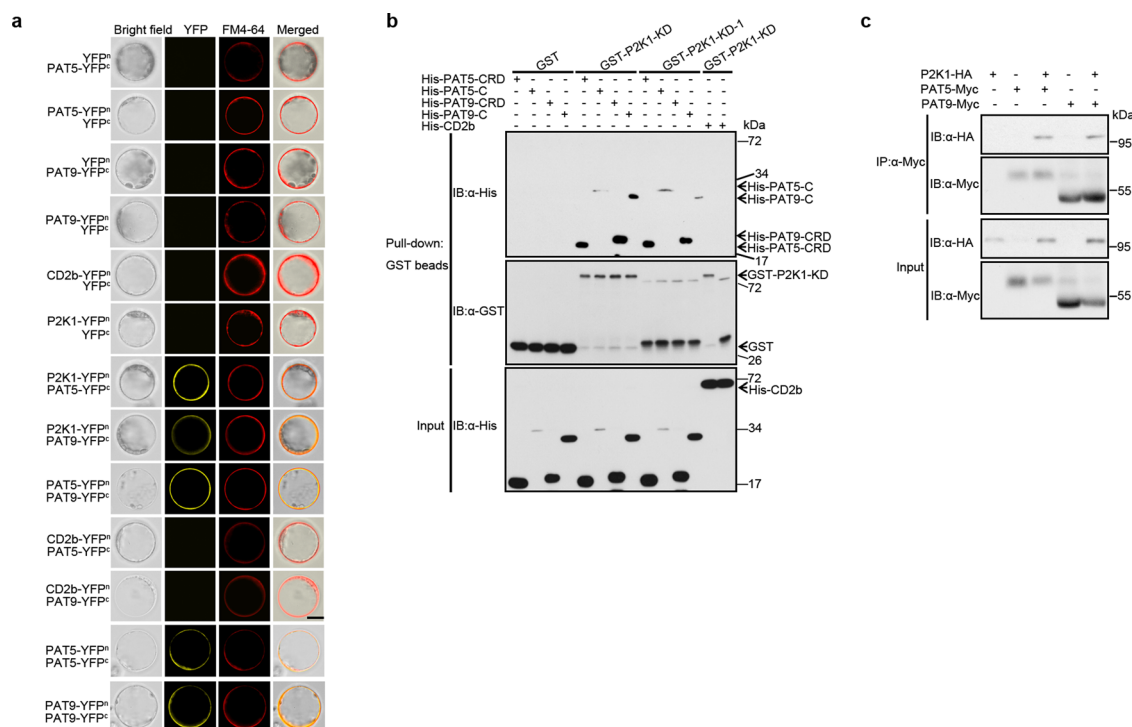 a
Bright field YFP FM4-64 Merged
YFPⁿ
PAT5-YFPᶜ
PAT5-YFPⁿ
YFPᶜ
YFPⁿ
PAT9-YFPᶜ
PAT9-YFPⁿ
YFPᶜ
CD2b-YFPⁿ
YFPᶜ
P2K1-YFPⁿ
YFPᶜ
P2K1-YFPⁿ
PAT5-YFPᶜ
P2K1-YFPⁿ
PAT9-YFPᶜ
PAT5-YFPⁿ
PAT9-YFPᶜ
CD2b-YFPⁿ
PAT5-YFPᶜ
CD2b-YFPⁿ
PAT9-YFPᶜ
PAT5-YFPⁿ
PAT5-YFPᶜ
PAT9-YFPⁿ
PAT9-YFPᶜ
b
GST GST-P2K1-KD GST-P2K1-KD-1 GST-P2K1-KD
His-PAT5-CRD + - - - + - - - + - - - - -
His-PAT5-C - + - - - + - - - + - - - -
His-PAT9-CRD - - + - - - + - - - + - - -
His-PAT9-C - - - + - - - + - - - + - -
His-CD2b - - - - - - - - - - - - + +
kDa
72
34
His-PAT5-C
His-PAT9-C
His-PAT9-CRD
His-PAT5-CRD
17
IB:α-His
Pull-down:
GST beads
GST-P2K1-KD
72
IB:α-GST
GST
26
72
His-CD2b
Input IB:α-His
34
17
c
P2K1-HA + - + - +
PAT5-Myc - + + - -
PAT9-Myc - - - + +
kDa
IP:α-Myc
IB:α-HA
95
IB:α-Myc
55
Input
IB:α-HA
95
IB:α-Myc
55